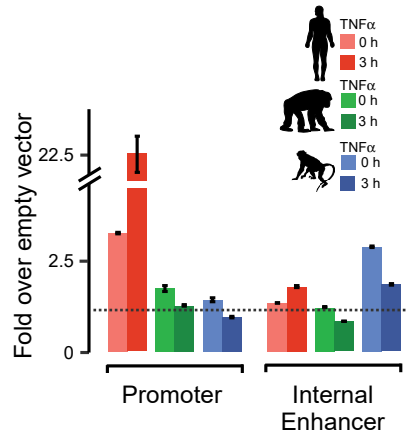 TNFα
0 h
3 h
TNFα
0 h
3 h
TNFα
0 h
3 h
Fold over empty vector
22.5
2.5
0
Promoter
Internal
Enhancer